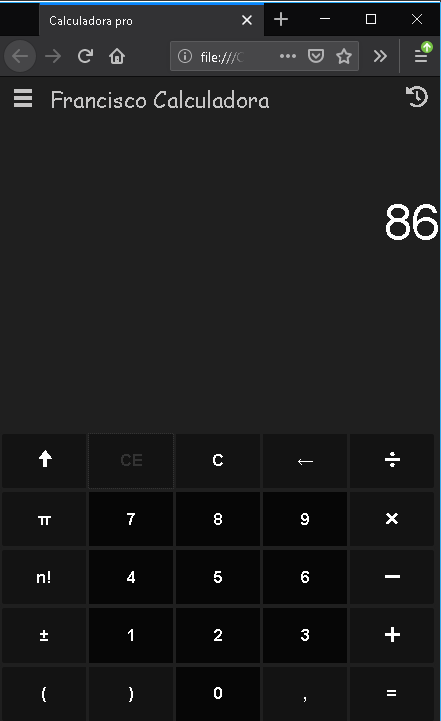 Calculadora pro
file:///C
Francisco Calculadora
86
CE C ← ÷
π 7 8 9 ×
n! 4 5 6 −
± 1 2 3 +
( ) 0 , =